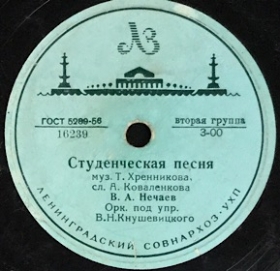 ЛЗ
ГОСТ 5289-56
16239
вторая группа
3-00
Студенческая песня
муз. Т. Хренникова,
сл. А. Коваленкова
В. А. Нечаев
Орк. под упр.
В.Н.Кнушевицкого
ЛЕНИНГРАДСКИЙ СОВНАРХОЗ·УХП